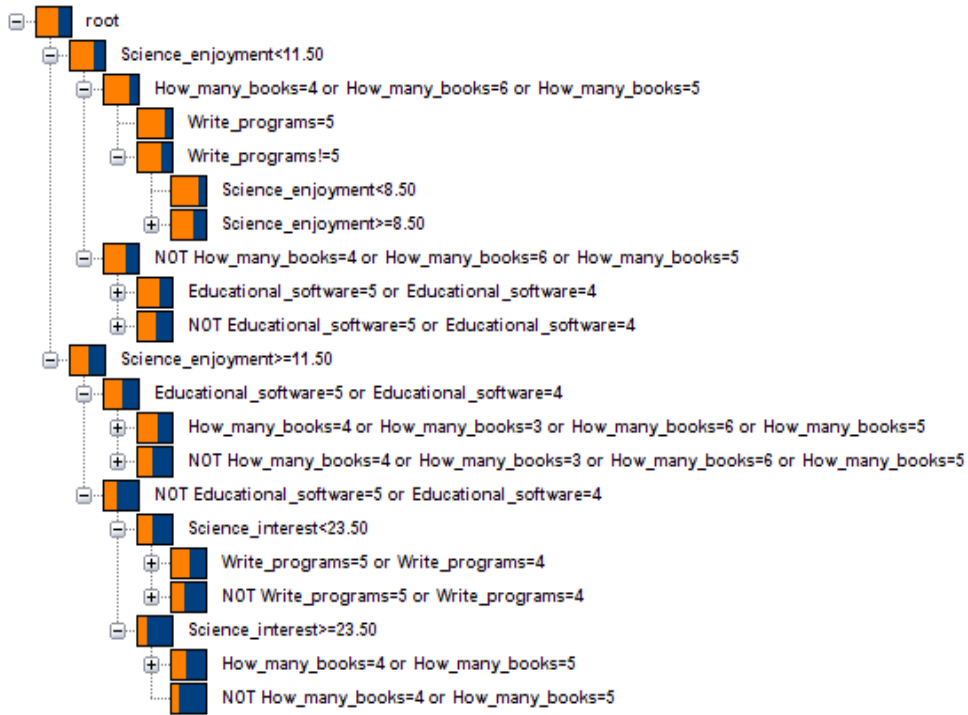 root
Science_enjoyment<11.50
How_many_books=4 or How_many_books=6 or How_many_books=5
Write_programs=5
Write_programs!=5
Science_enjoyment<8.50
Science_enjoyment>=8.50
NOT How_many_books=4 or How_many_books=6 or How_many_books=5
Educational_software=5 or Educational_software=4
NOT Educational_software=5 or Educational_software=4
Science_enjoyment>=11.50
Educational_software=5 or Educational_software=4
How_many_books=4 or How_many_books=3 or How_many_books=6 or How_many_books=5
NOT How_many_books=4 or How_many_books=3 or How_many_books=6 or How_many_books=5
NOT Educational_software=5 or Educational_software=4
Science_interest<23.50
Write_programs=5 or Write_programs=4
NOT Write_programs=5 or Write_programs=4
Science_interest>=23.50
How_many_books=4 or How_many_books=5
NOT How_many_books=4 or How_many_books=5